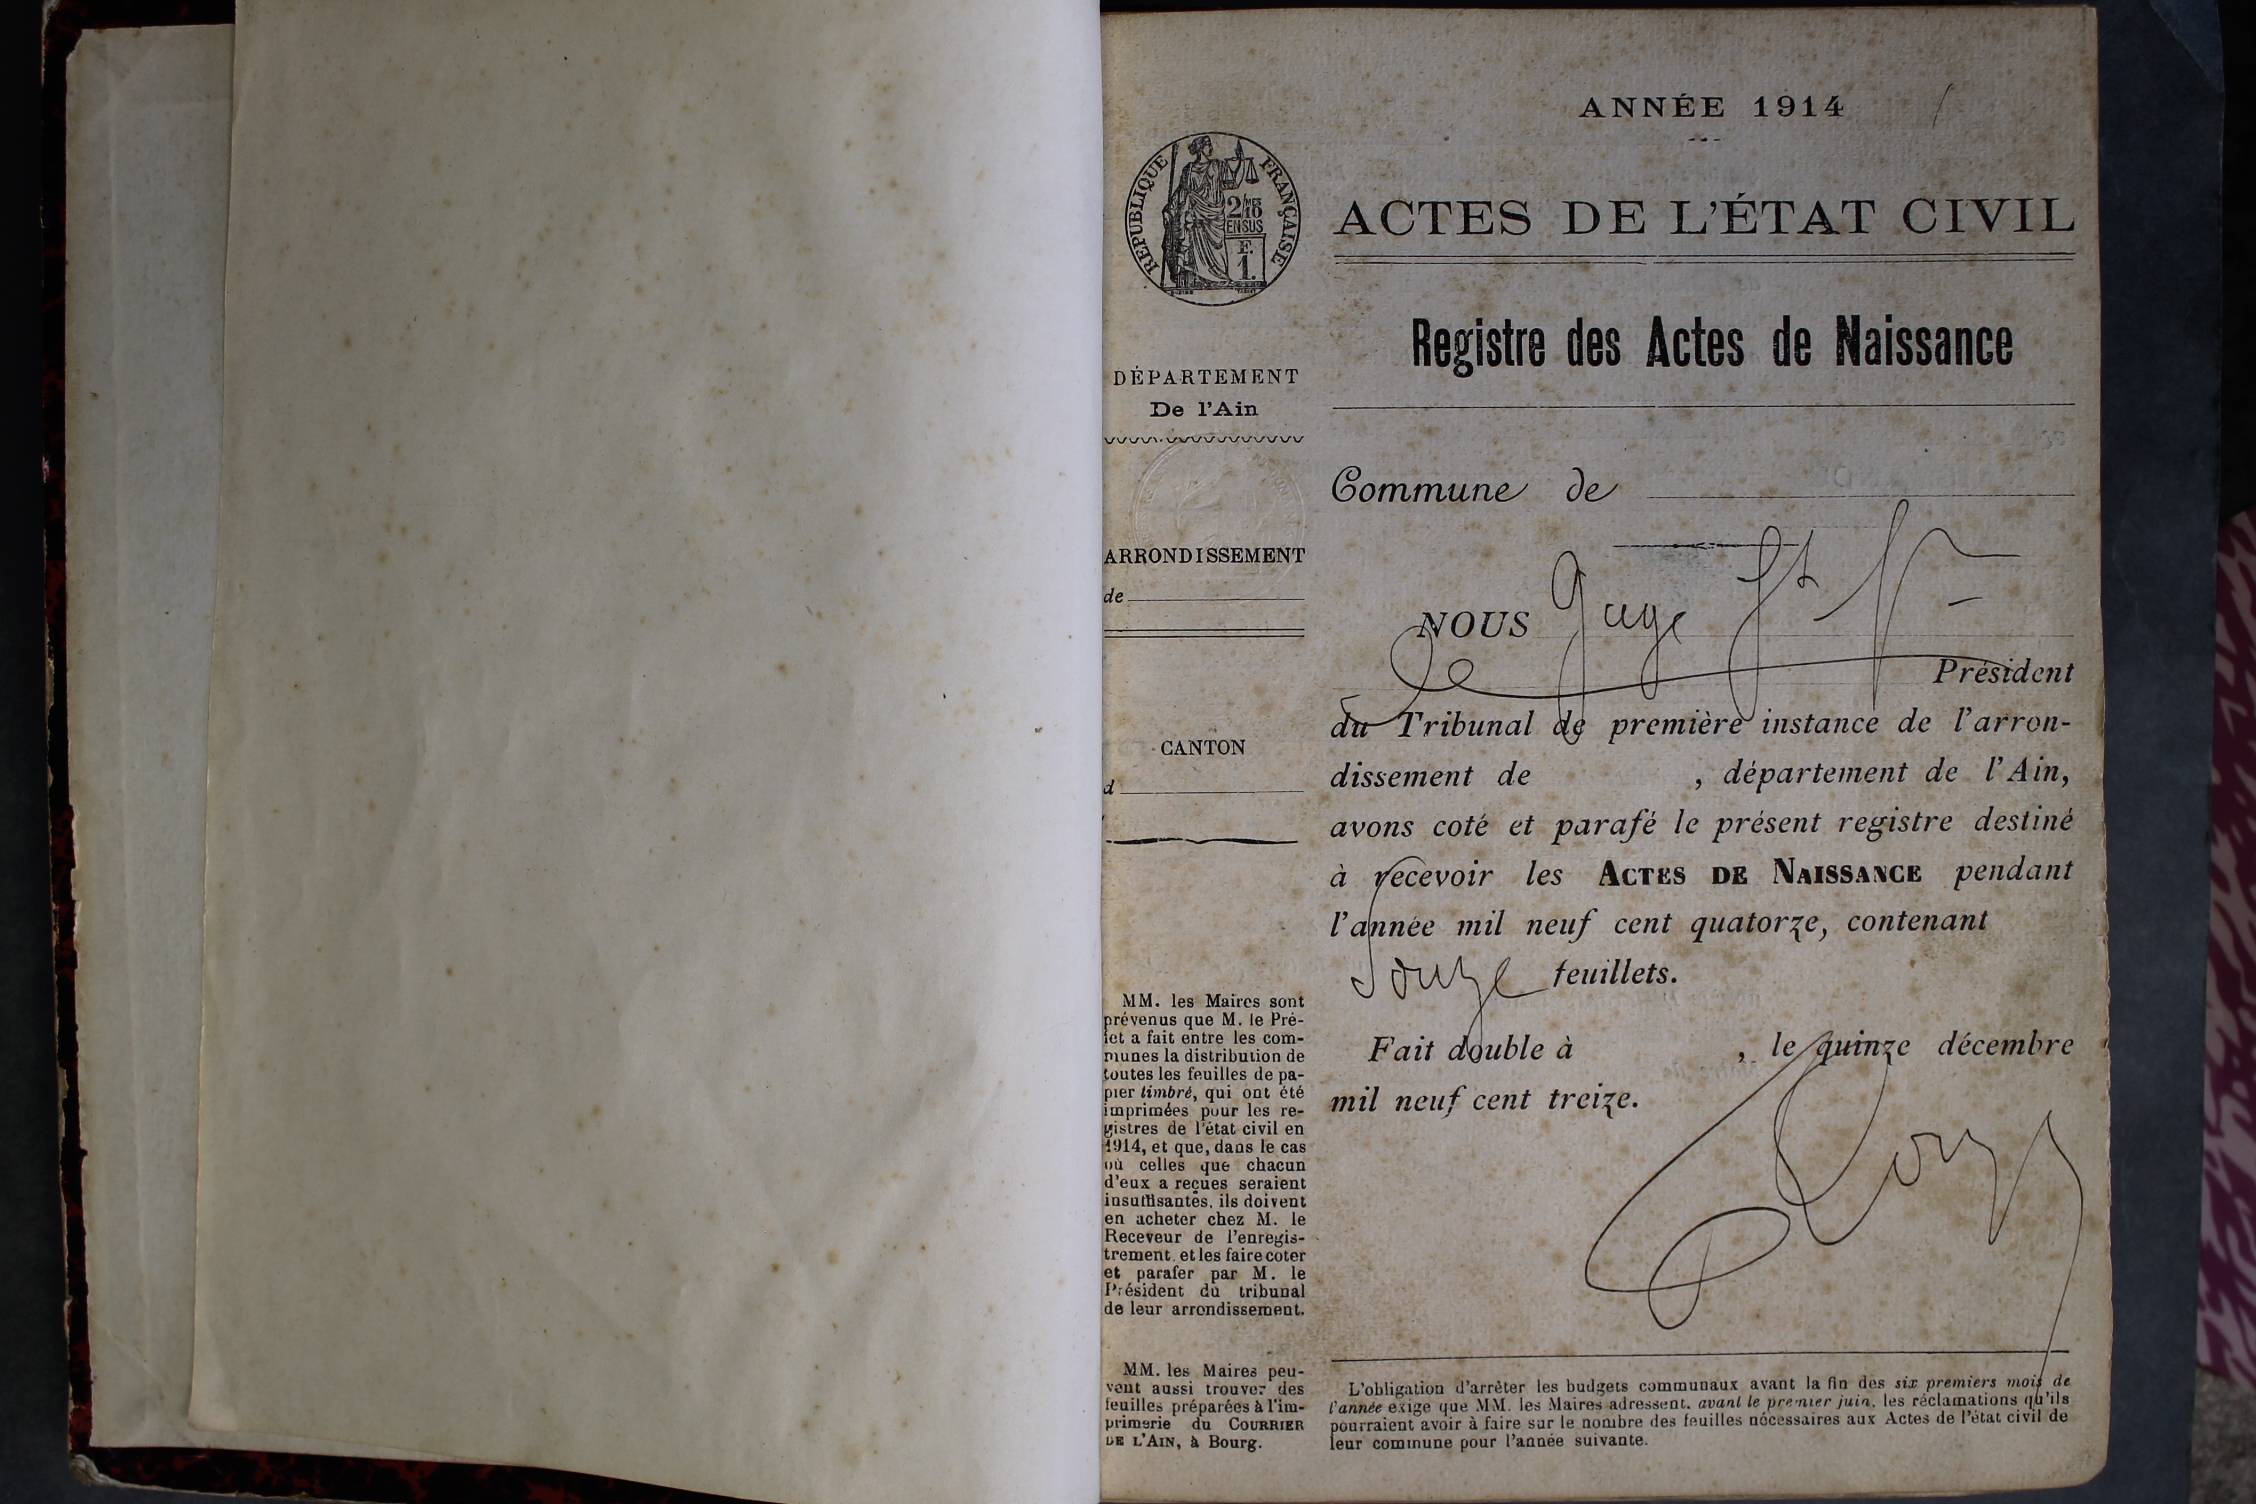 ANNÉE 1914
RÉPUBLIQUE FRANÇAISE
2/10 MES
EN SUS
F.
1.
ACTES DE L'ÉTAT CIVIL
Registre des Actes de Naissance
DÉPARTEMENT
De l'Ain
Commune de
ARRONDISSEMENT
de
NOUS Juge
Président
du Tribunal de première instance de l'arron-
dissement de , département de l'Ain,
avons coté et parafé le présent registre destiné
à recevoir les ACTES DE NAISSANCE pendant
l'année mil neuf cent quatorze, contenant
feuillets.
Fait double à , le quinze décembre
mil neuf cent treize.
CANTON
d
MM. les Maires sont
prévenus que M. le Pré-
fet a fait entre les com-
munes la distribution de
toutes les feuilles de pa-
pier timbré, qui ont été
imprimées pour les re-
gistres de l'état civil en
1914, et que, dans le cas
où celles que chacun
d'eux a reçues seraient
insuffisantes, ils doivent
en acheter chez M. le
Receveur de l'enregis-
trement, et les faire coter
et parafer par M. le
Président du tribunal
de leur arrondissement.
MM. les Maires peu-
vent aussi trouver des
feuilles préparées à l'im-
primerie du COURRIER
DE L'AIN, à Bourg.
L'obligation d'arrêter les budgets communaux avant la fin des six premiers mois de
l'année exige que MM. les Maires adressent, avant le premier juin, les réclamations qu'ils
pourraient avoir à faire sur le nombre des feuilles nécessaires aux Actes de l'état civil de
leur commune pour l'année suivante.